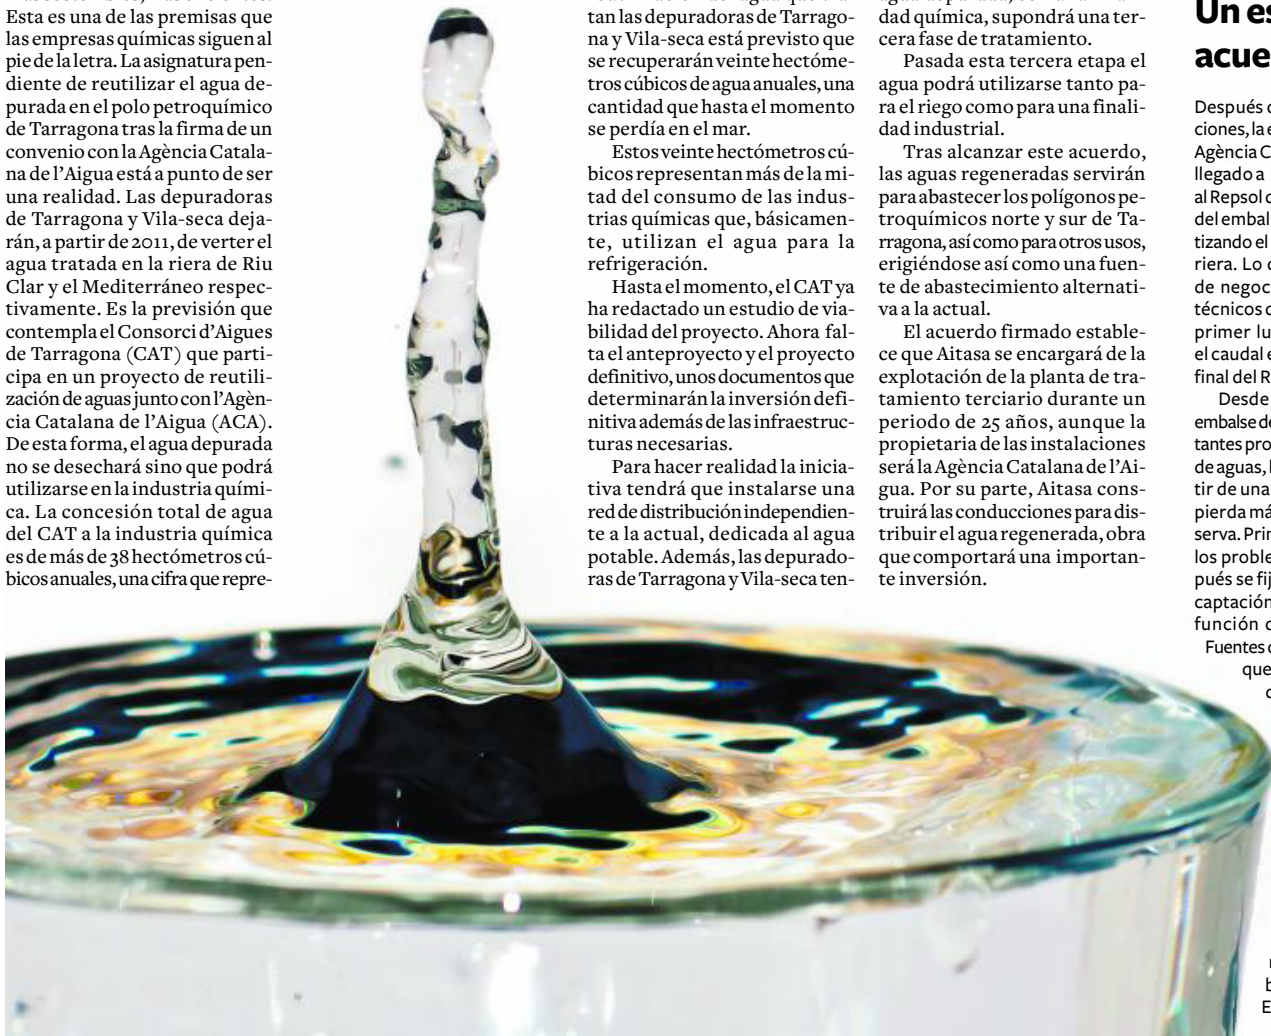 Esta es una de las premisas que
las empresas químicas siguen al
pie de la letra. La asignatura pen-
diente de reutilizar el agua de-
purada en el polo petroquímico
de Tarragona tras la firma de un
convenio con la Agència Catala-
na de l'Aigua está a punto de ser
una realidad. Las depuradoras
de Tarragona y Vila-seca deja-
rán, a partir de 2011, de verter el
agua tratada en la riera de Riu
Clar y el Mediterráneo respec-
tivamente. Es la previsión que
contempla el Consorci d'Aigues
de Tarragona (CAT) que parti-
cipa en un proyecto de reutili-
zación de aguas junto con l'Agèn-
cia Catalana de l'Aigua (ACA).
De esta forma, el agua depurada
no se desechará sino que podrá
utilizarse en la industria quími-
ca. La concesión total de agua
del CAT a la industria química
es de más de 38 hectómetros cú-
bicos anuales, una cifra que repre-
tan las depuradoras de Tarrago-
na y Vila-seca está previsto que
se recuperarán veinte hectóme-
tros cúbicos de agua anuales, una
cantidad que hasta el momento
se perdía en el mar.
Estos veinte hectómetros cú-
bicos representan más de la mi-
tad del consumo de las indus-
trias químicas que, básicamen-
te, utilizan el agua para la
refrigeración.
Hasta el momento, el CAT ya
ha redactado un estudio de via-
bilidad del proyecto. Ahora fal-
ta el anteproyecto y el proyecto
definitivo, unos documentos que
determinarán la inversión defi-
nitiva además de las infraestruc-
turas necesarias.
Para hacer realidad la inicia-
tiva tendrá que instalarse una
red de distribución independien-
te a la actual, dedicada al agua
potable. Además, las depurado-
ras de Tarragona y Vila-seca ten-
dad química, supondrá una ter-
cera fase de tratamiento.
Pasada esta tercera etapa el
agua podrá utilizarse tanto pa-
ra el riego como para una finali-
dad industrial.
Tras alcanzar este acuerdo,
las aguas regeneradas servirán
para abastecer los polígonos pe-
troquímicos norte y sur de Ta-
rragona, así como para otros usos,
erigiéndose así como una fuen-
te de abastecimiento alternati-
va a la actual.
El acuerdo firmado estable-
ce que Aitasa se encargará de la
explotación de la planta de tra-
tamiento terciario durante un
periodo de 25 años, aunque la
propietaria de las instalaciones
será la Agència Catalana de l'Ai-
gua. Por su parte, Aitasa cons-
truirá las conducciones para dis-
tribuir el agua regenerada, obra
que comportará una importan-
te inversión.
Un es
acue
Después
ciones, la
Agència C
llegado a
al Repsol
del embal
tizando el
riera. Lo
de negoc
técnicos
primer lu
el caudal
final del R
Desde
embalse de
tantes pro
de aguas,
tir de una
pierda má
serva. Prin
los proble
pués se fij
captación
función
Fuentes
que